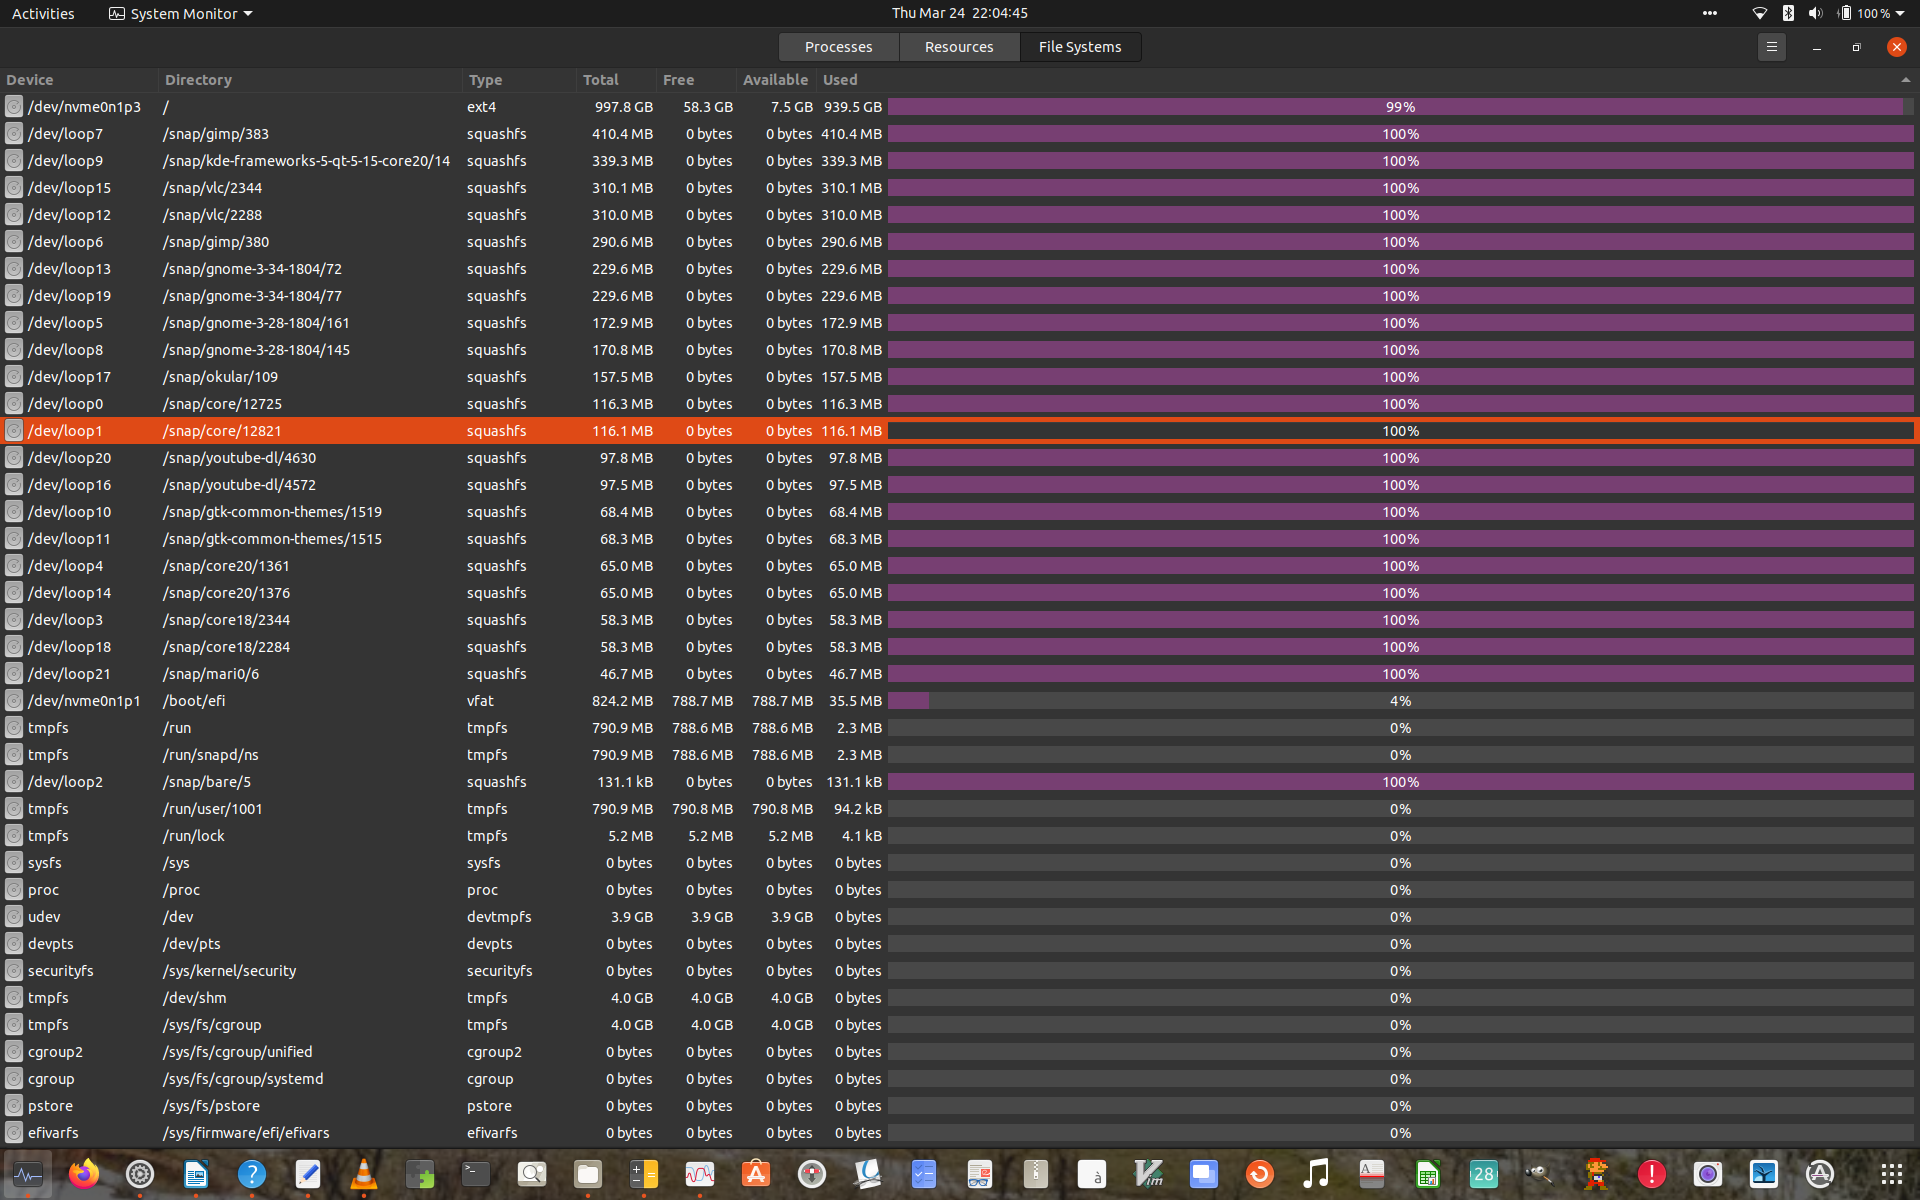 Activities System Monitor Thu Mar 24 22:04:45 100 %
Processes Resources File Systems
Device Directory Type Total Free Available Used
/dev/nvme0n1p3 / ext4 997.8 GB 58.3 GB 7.5 GB 939.5 GB 99%
/dev/loop7 /snap/gimp/383 squashfs 410.4 MB 0 bytes 0 bytes 410.4 MB 100%
/dev/loop9 /snap/kde-frameworks-5-qt-5-15-core20/14 squashfs 339.3 MB 0 bytes 0 bytes 339.3 MB 100%
/dev/loop15 /snap/vlc/2344 squashfs 310.1 MB 0 bytes 0 bytes 310.1 MB 100%
/dev/loop12 /snap/vlc/2288 squashfs 310.0 MB 0 bytes 0 bytes 310.0 MB 100%
/dev/loop6 /snap/gimp/380 squashfs 290.6 MB 0 bytes 0 bytes 290.6 MB 100%
/dev/loop13 /snap/gnome-3-34-1804/72 squashfs 229.6 MB 0 bytes 0 bytes 229.6 MB 100%
/dev/loop19 /snap/gnome-3-34-1804/77 squashfs 229.6 MB 0 bytes 0 bytes 229.6 MB 100%
/dev/loop5 /snap/gnome-3-28-1804/161 squashfs 172.9 MB 0 bytes 0 bytes 172.9 MB 100%
/dev/loop8 /snap/gnome-3-28-1804/145 squashfs 170.8 MB 0 bytes 0 bytes 170.8 MB 100%
/dev/loop17 /snap/okular/109 squashfs 157.5 MB 0 bytes 0 bytes 157.5 MB 100%
/dev/loop0 /snap/core/12725 squashfs 116.3 MB 0 bytes 0 bytes 116.3 MB 100%
/dev/loop1 /snap/core/12821 squashfs 116.1 MB 0 bytes 0 bytes 116.1 MB 100%
/dev/loop20 /snap/youtube-dl/4630 squashfs 97.8 MB 0 bytes 0 bytes 97.8 MB 100%
/dev/loop16 /snap/youtube-dl/4572 squashfs 97.5 MB 0 bytes 0 bytes 97.5 MB 100%
/dev/loop10 /snap/gtk-common-themes/1519 squashfs 68.4 MB 0 bytes 0 bytes 68.4 MB 100%
/dev/loop11 /snap/gtk-common-themes/1515 squashfs 68.3 MB 0 bytes 0 bytes 68.3 MB 100%
/dev/loop4 /snap/core20/1361 squashfs 65.0 MB 0 bytes 0 bytes 65.0 MB 100%
/dev/loop14 /snap/core20/1376 squashfs 65.0 MB 0 bytes 0 bytes 65.0 MB 100%
/dev/loop3 /snap/core18/2344 squashfs 58.3 MB 0 bytes 0 bytes 58.3 MB 100%
/dev/loop18 /snap/core18/2284 squashfs 58.3 MB 0 bytes 0 bytes 58.3 MB 100%
/dev/loop21 /snap/mari0/6 squashfs 46.7 MB 0 bytes 0 bytes 46.7 MB 100%
/dev/nvme0n1p1 /boot/efi vfat 824.2 MB 788.7 MB 788.7 MB 35.5 MB 4%
tmpfs /run tmpfs 790.9 MB 788.6 MB 788.6 MB 2.3 MB 0%
tmpfs /run/snapd/ns tmpfs 790.9 MB 788.6 MB 788.6 MB 2.3 MB 0%
/dev/loop2 /snap/bare/5 squashfs 131.1 kB 0 bytes 0 bytes 131.1 kB 100%
tmpfs /run/user/1001 tmpfs 790.9 MB 790.8 MB 790.8 MB 94.2 kB 0%
tmpfs /run/lock tmpfs 5.2 MB 5.2 MB 5.2 MB 4.1 kB 0%
sysfs /sys sysfs 0 bytes 0 bytes 0 bytes 0 bytes 0%
proc /proc proc 0 bytes 0 bytes 0 bytes 0 bytes 0%
udev /dev devtmpfs 3.9 GB 3.9 GB 3.9 GB 0 bytes 0%
devpts /dev/pts devpts 0 bytes 0 bytes 0 bytes 0 bytes 0%
securityfs /sys/kernel/security securityfs 0 bytes 0 bytes 0 bytes 0 bytes 0%
tmpfs /dev/shm tmpfs 4.0 GB 4.0 GB 4.0 GB 0 bytes 0%
tmpfs /sys/fs/cgroup tmpfs 4.0 GB 4.0 GB 4.0 GB 0 bytes 0%
cgroup2 /sys/fs/cgroup/unified cgroup2 0 bytes 0 bytes 0 bytes 0 bytes 0%
cgroup /sys/fs/cgroup/systemd cgroup 0 bytes 0 bytes 0 bytes 0 bytes 0%
pstore /sys/fs/pstore pstore 0 bytes 0 bytes 0 bytes 0 bytes 0%
efivarfs /sys/firmware/efi/efivars efivarfs 0 bytes 0 bytes 0 bytes 0 bytes 0%
? >_ A à Vim A 28 !